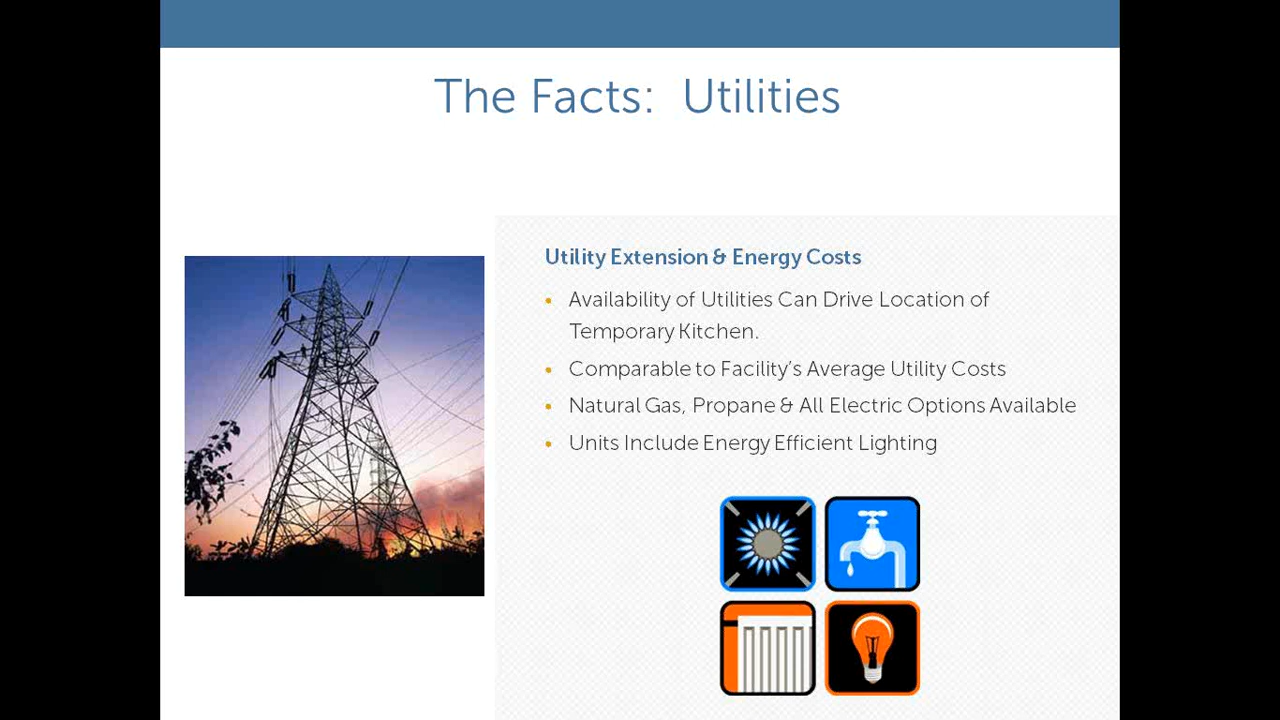 The Facts: Utilities
Utility Extension & Energy Costs
• Availability of Utilities Can Drive Location of
Temporary Kitchen.
• Comparable to Facility's Average Utility Costs
• Natural Gas, Propane & All Electric Options Available
• Units Include Energy Efficient Lighting